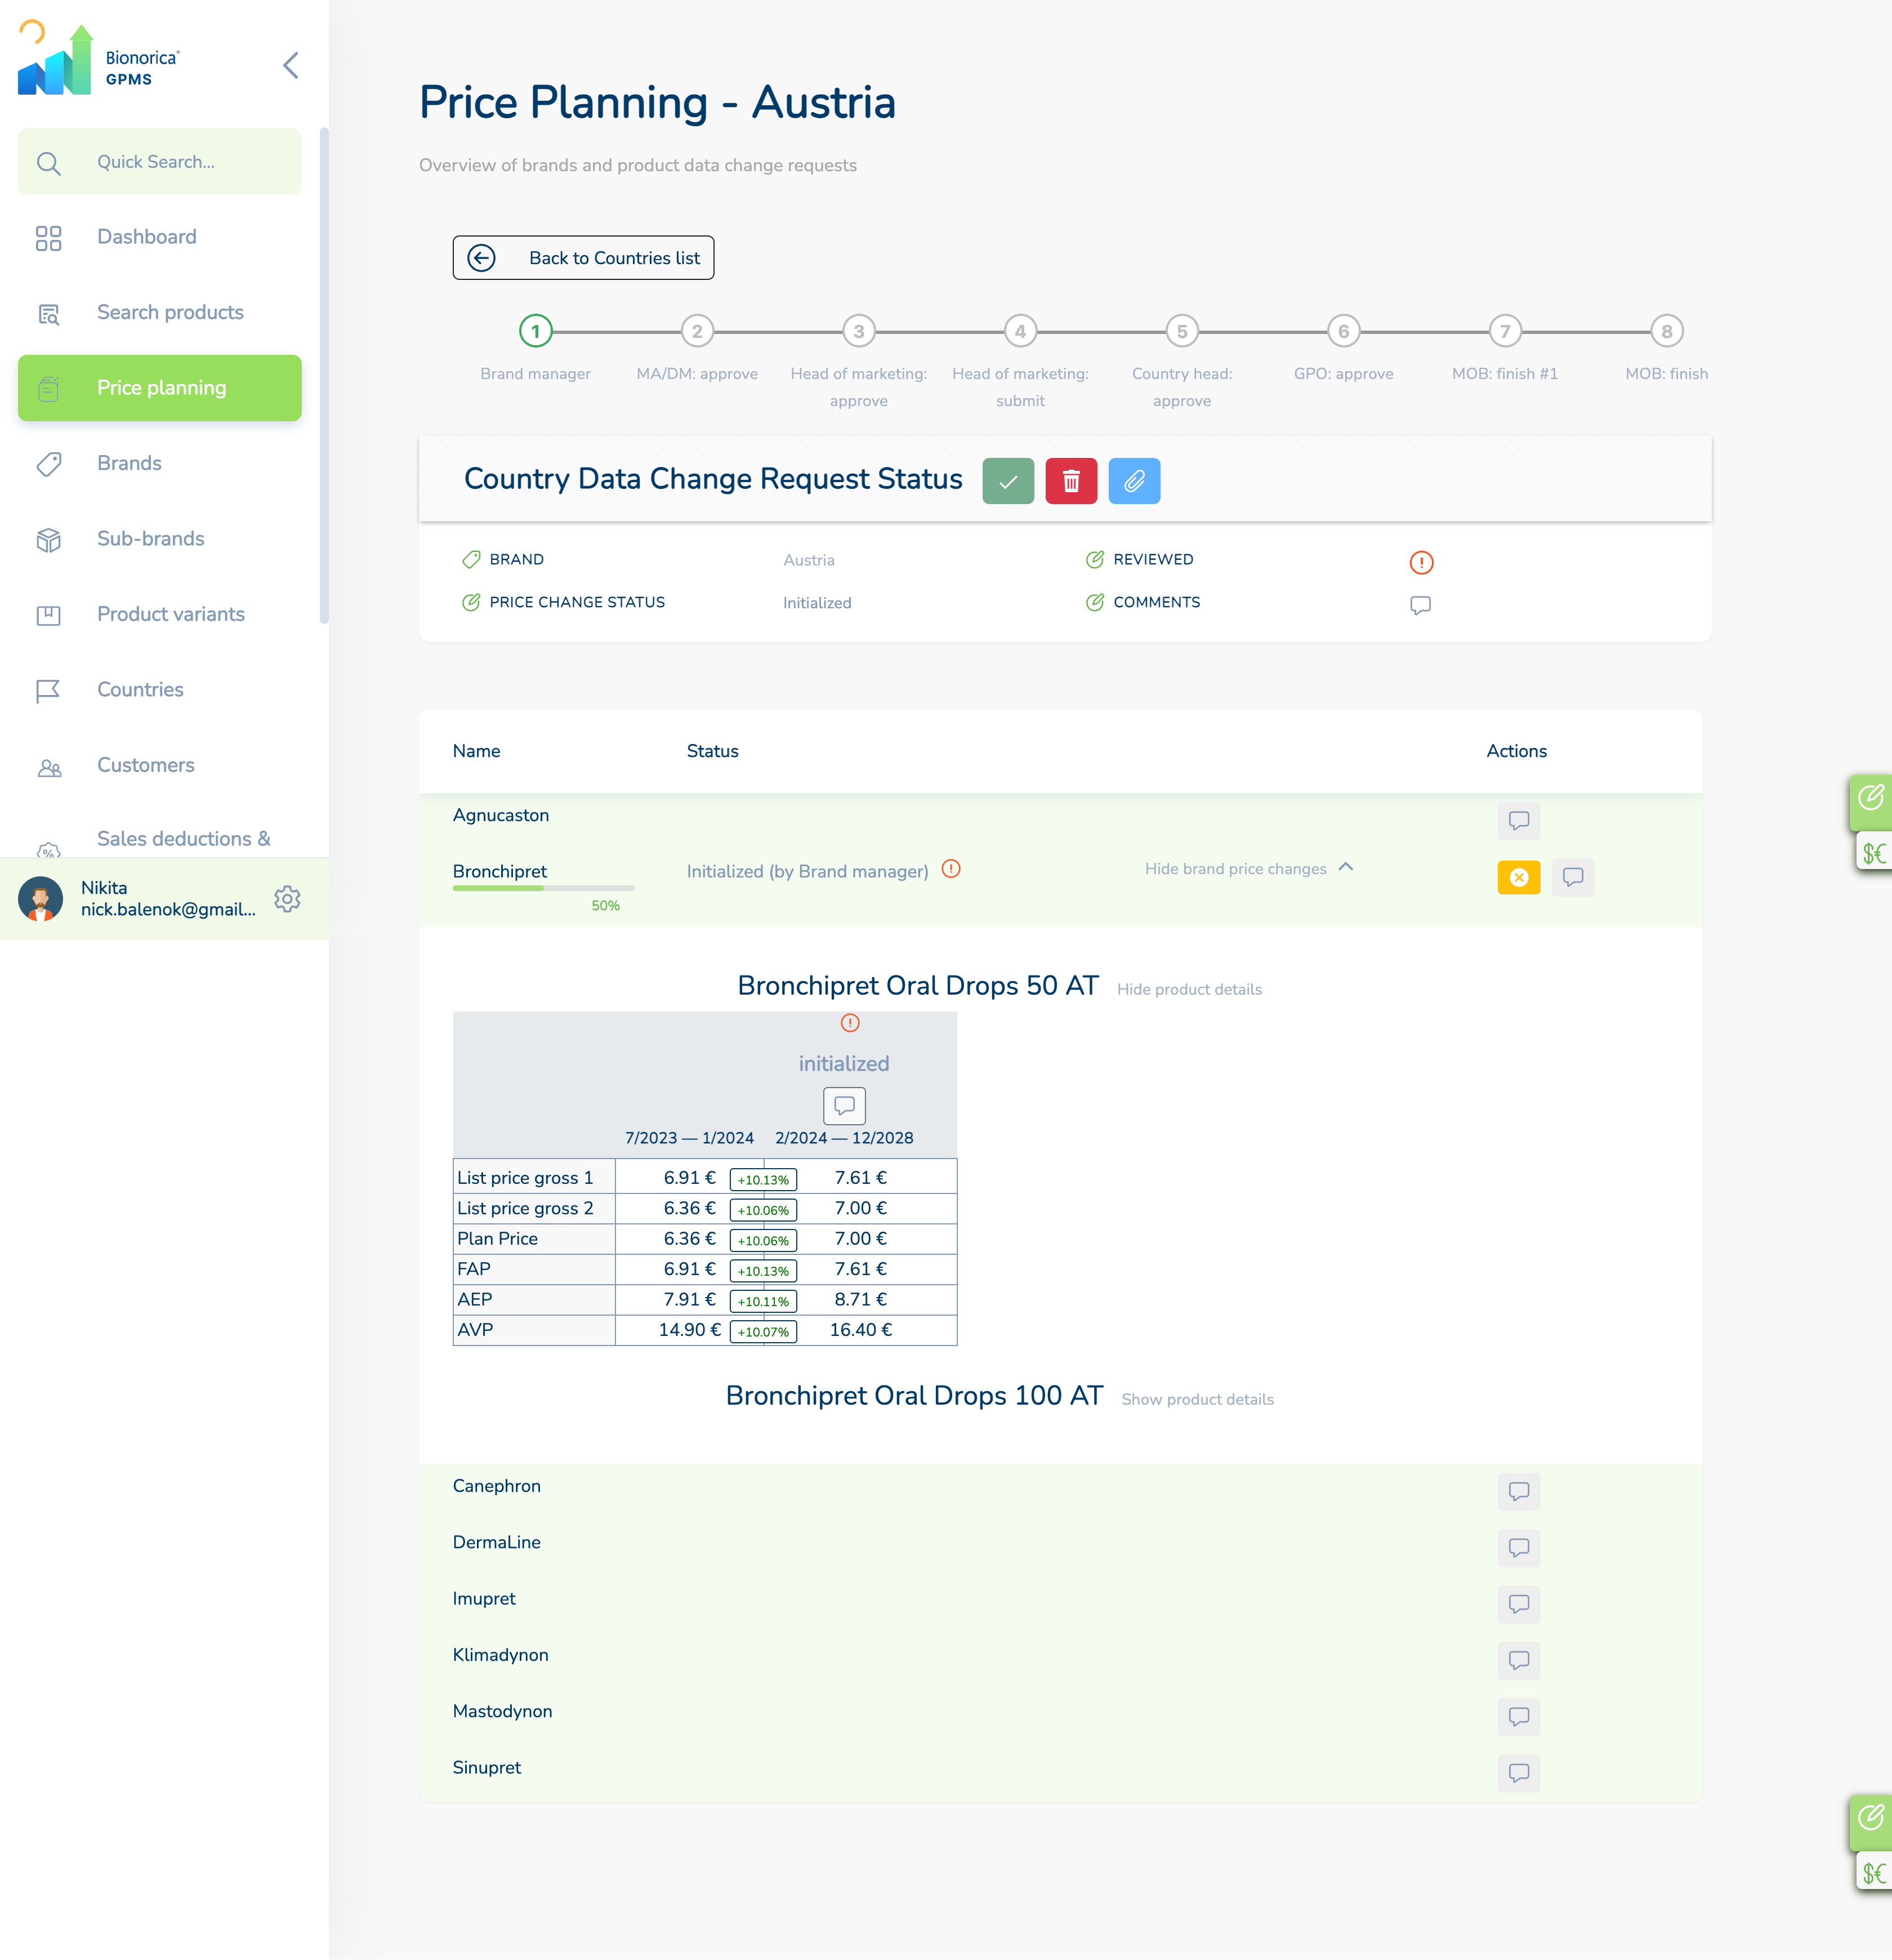 Bionorica®
GPMS
Quick Search...
Dashboard
Search products
Price planning
Brands
Sub-brands
Product variants
Countries
Customers
Sales deductions &
Nikita
nick.balenok@gmail...
Price Planning - Austria
Overview of brands and product data change requests
Back to Countries list
1 2 3 4 5 6 7 8
Brand manager MA/DM: approve Head of marketing: Head of marketing: Country head: GPO: approve MOB: finish #1 MOB: finish
approve submit approve
Country Data Change Request Status
BRAND Austria REVIEWED
PRICE CHANGE STATUS Initialized COMMENTS
Name Status Actions
Agnucaston
Bronchipret Initialized (by Brand manager) Hide brand price changes
50%
Bronchipret Oral Drops 50 AT Hide product details
initialized
7/2023 — 1/2024 2/2024 — 12/2028
List price gross 1 6.91 € +10.13% 7.61 €
List price gross 2 6.36 € +10.06% 7.00 €
Plan Price 6.36 € +10.06% 7.00 €
FAP 6.91 € +10.13% 7.61 €
AEP 7.91 € +10.11% 8.71 €
AVP 14.90 € +10.07% 16.40 €
Bronchipret Oral Drops 100 AT Show product details
Canephron
DermaLine
Imupret
Klimadynon
Mastodynon
Sinupret
$€
$€